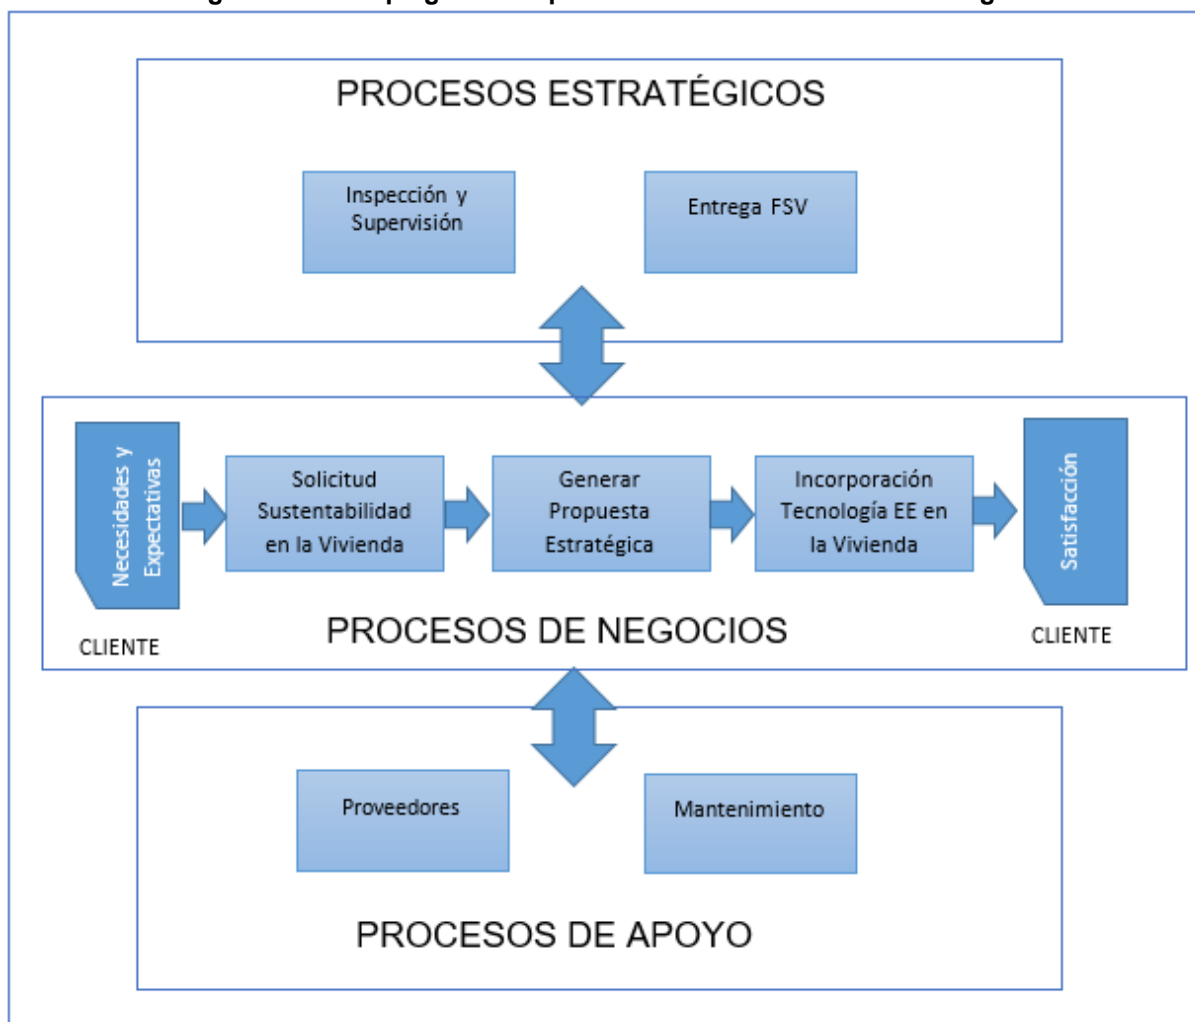 PROCESOS ESTRATÉGICOS
Inspección y
Supervisión
Entrega FSV
Necesidades y
Expectativas
CLIENTE
Solicitud
Sustentabilidad
en la Vivienda
Generar
Propuesta
Estratégica
Incorporación
Tecnología EE en
la Vivienda
Satisfacción
CLIENTE
PROCESOS DE NEGOCIOS
Proveedores
Mantenimiento
PROCESOS DE APOYO